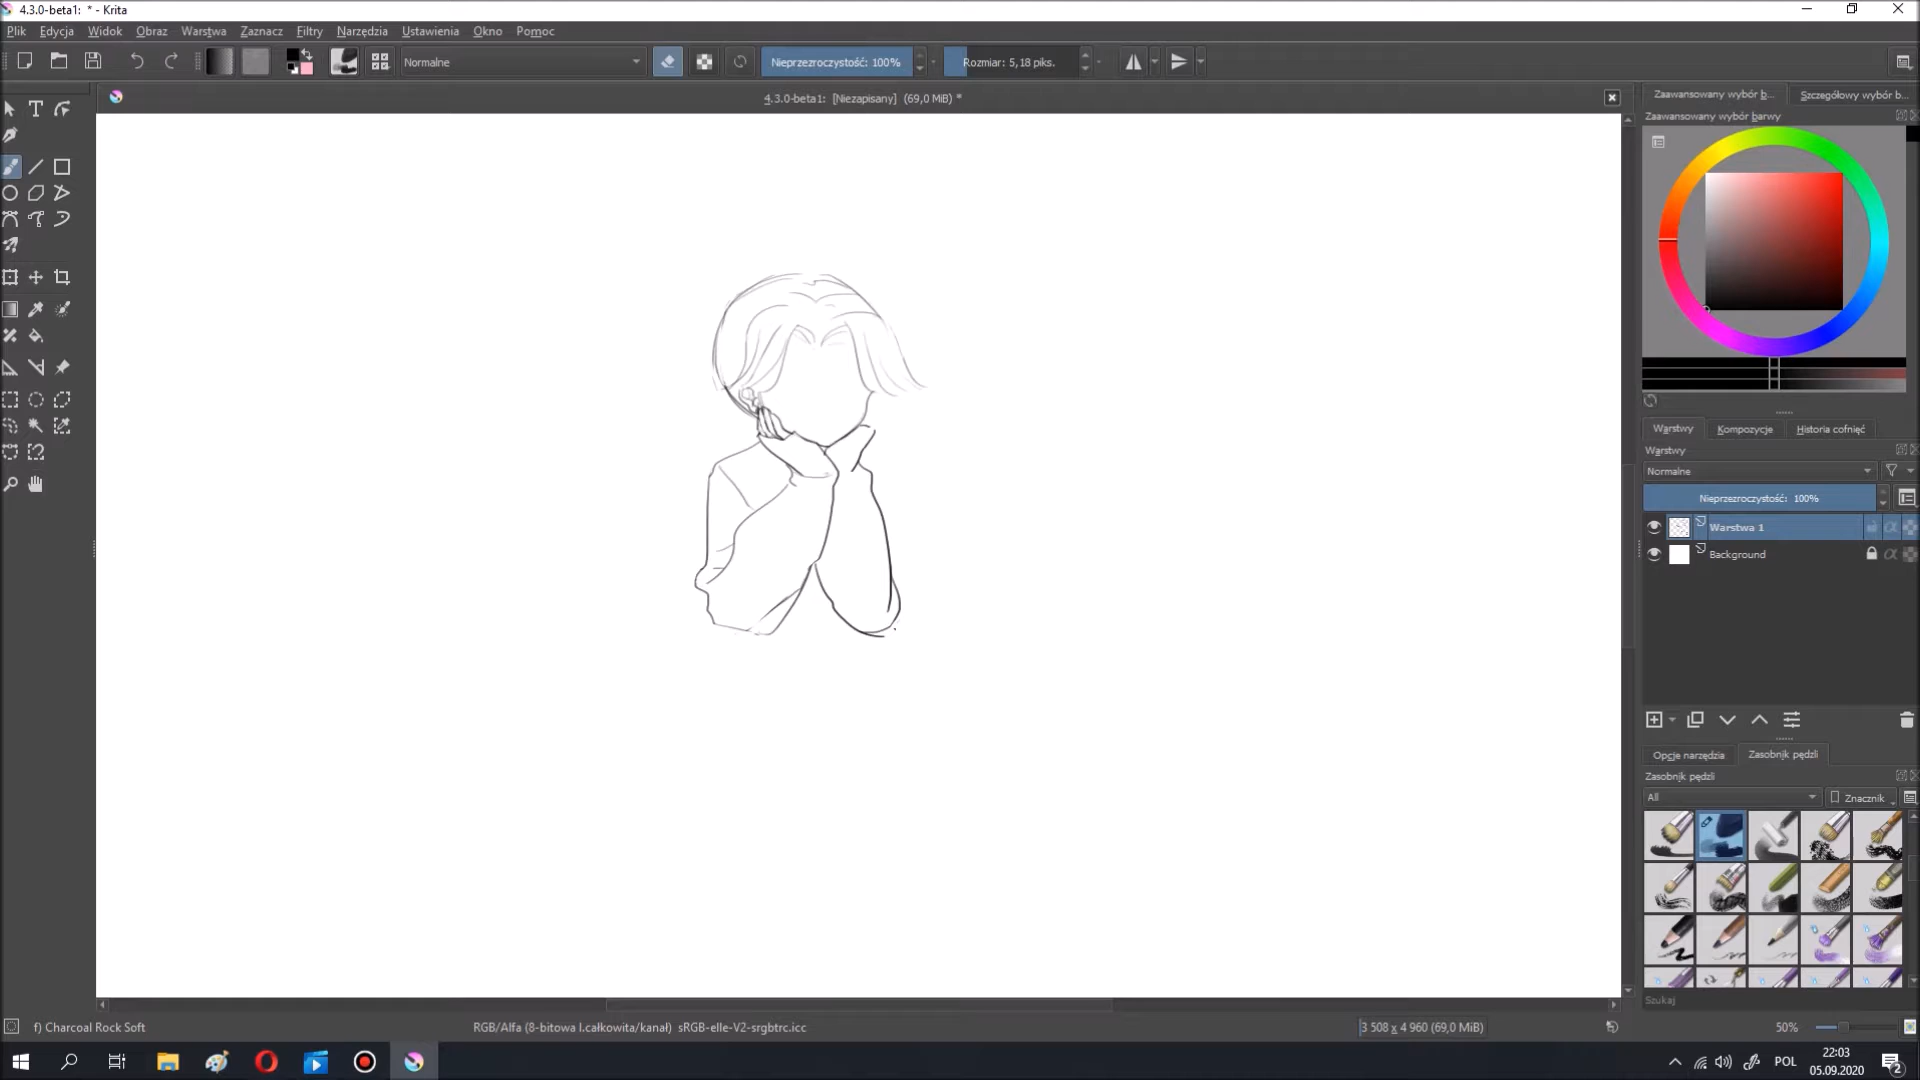 4.3.0-beta1:  * - Krita
Plik Edycja Widok Obraz Warstwa Zaznacz Filtry Narzędzia Ustawienia Okno Pomoc
Normalne
Nieprzezroczystość: 100%
Rozmiar: 5,18 piks.
4.3.0-beta1:  [Niezapisany]  (69,0 MiB) *
Zaawansowany wybór b...
Szczegółowy wybór b...
Zaawansowany wybór barwy
Warstwy Kompozycje Historia cofnięć
Warstwy
Normalne
Nieprzezroczystość:  100%
Warstwa 1
Background
Opcje narzędzia Zasobnik pędzli
Zasobnik pędzli
All
Znacznik
Szukaj
f) Charcoal Rock Soft
RGB/Alfa (8-bitowa l.całkowita/kanał)  sRGB-elle-V2-srgbtrc.icc
3 508 x 4 960 (69,0 MiB)
50%
POL
22:03
05.09.2020
2